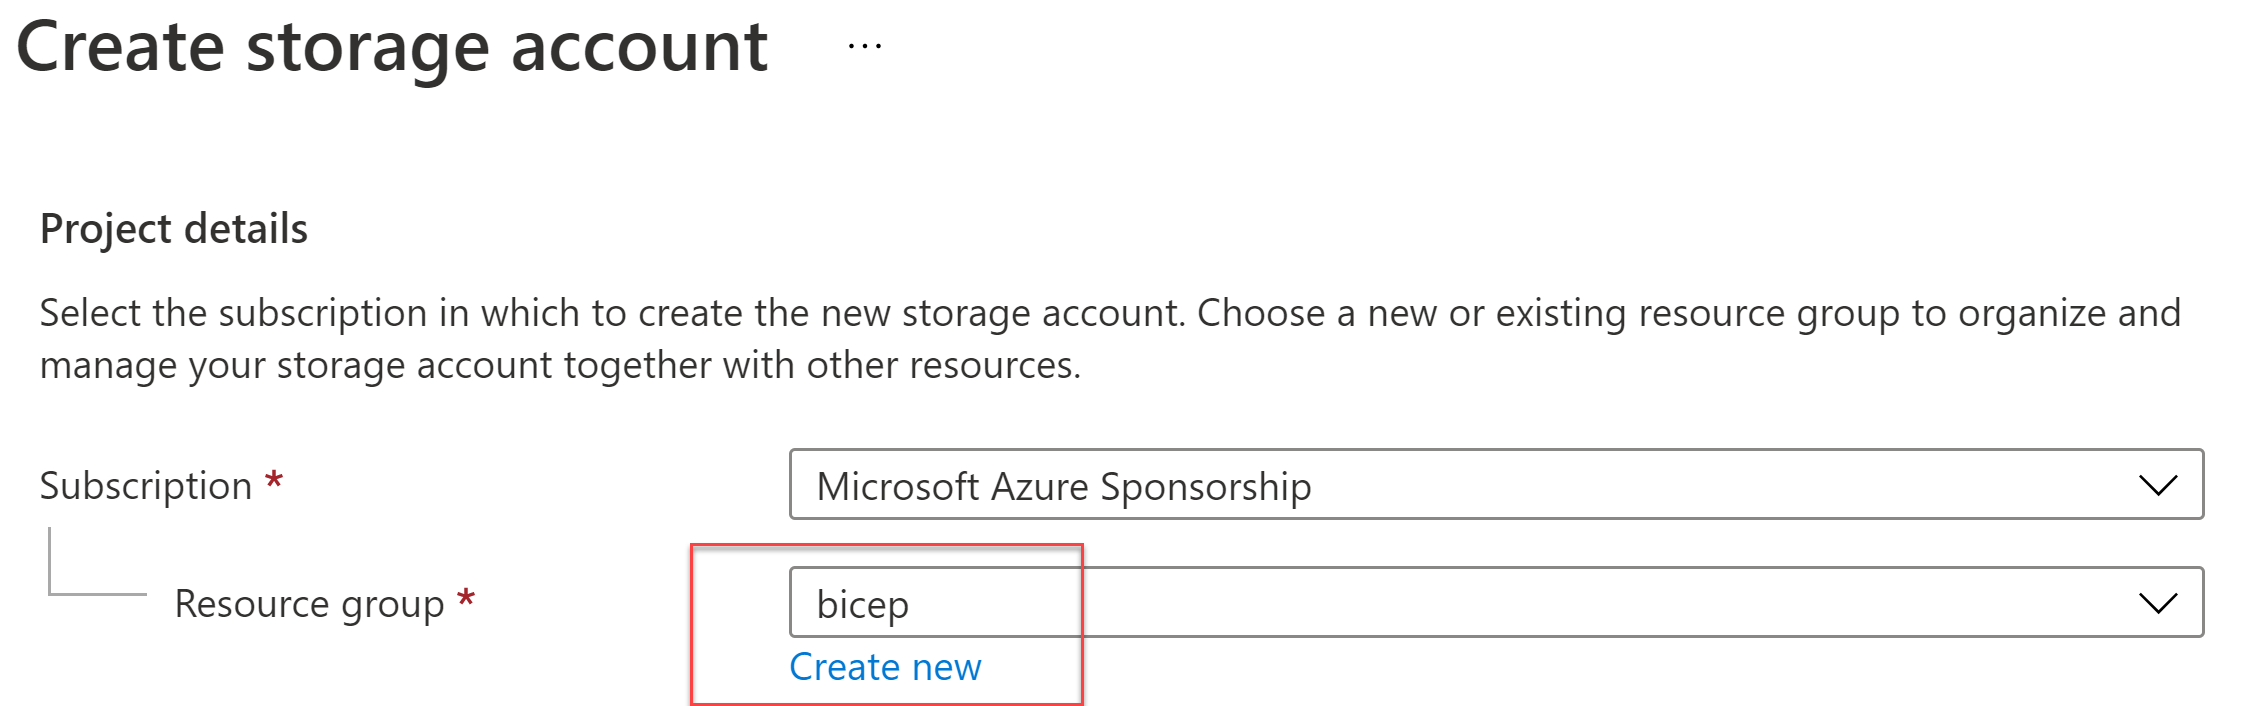 Create storage account ...
Project details
Select the subscription in which to create the new storage account. Choose a new or existing resource group to organize and
manage your storage account together with other resources.
Subscription *
Microsoft Azure Sponsorship
Resource group *
bicep
Create new